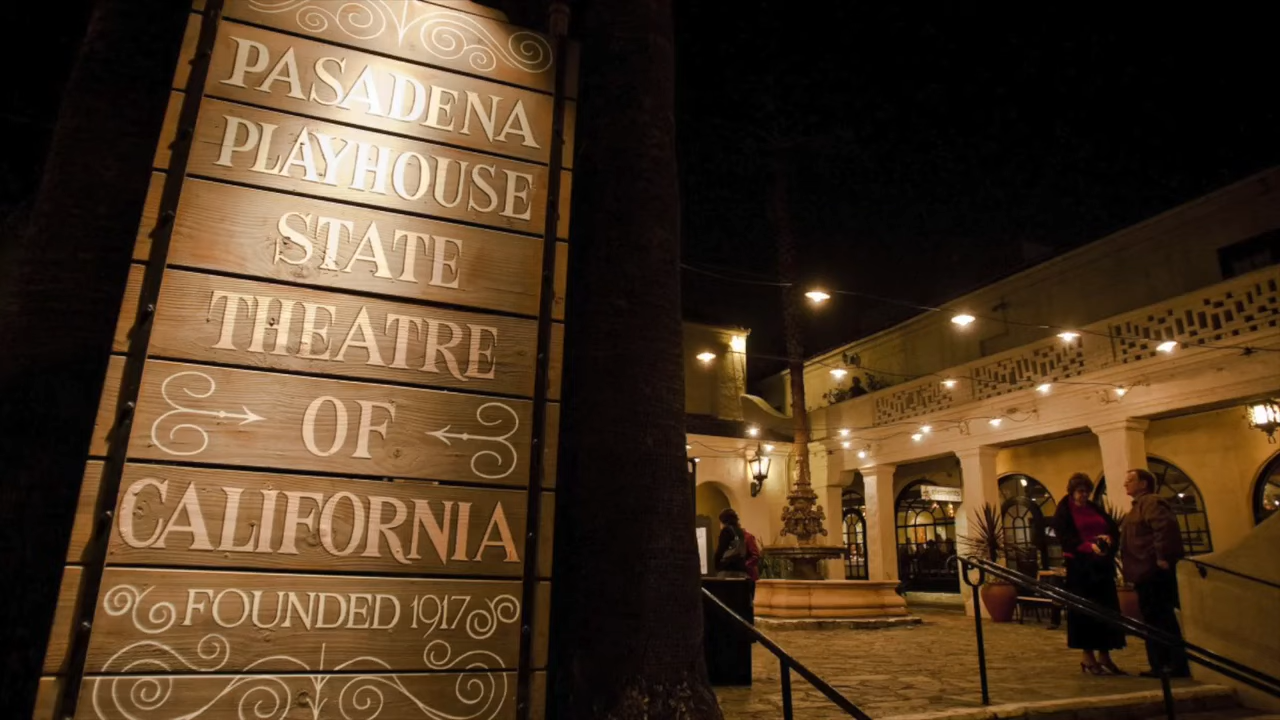 PASADENA
PLAYHOUSE
STATE
THEATRE
OF
CALIFORNIA
FOUNDED 1917